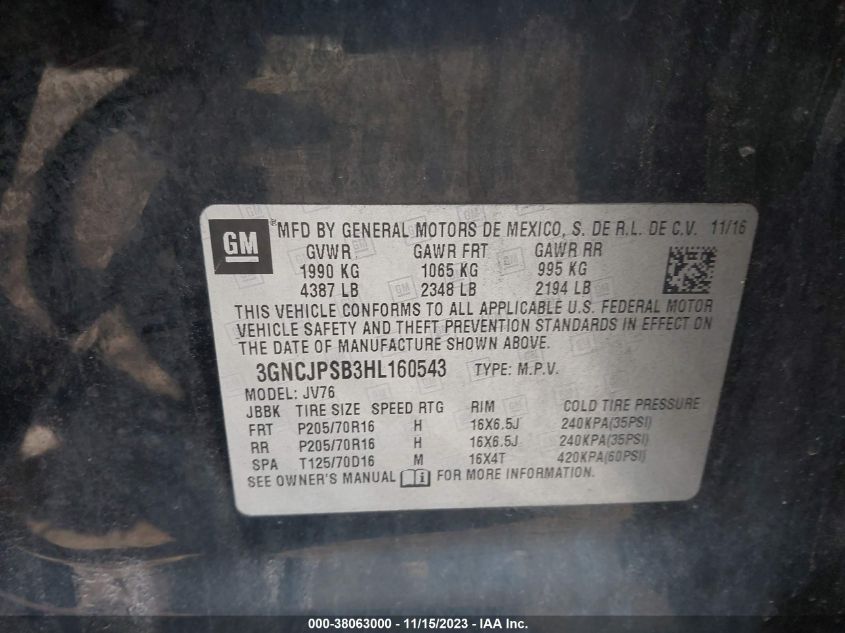 GM
MFD BY GENERAL MOTORS DE MEXICO, S. DE R.L. DE C.V. 11/16
GVWR GAWR FRT GAWR RR
1990 KG 1065 KG 995 KG
4387 LB 2348 LB 2194 LB
THIS VEHICLE CONFORMS TO ALL APPLICABLE U.S. FEDERAL MOTOR
VEHICLE SAFETY AND THEFT PREVENTION STANDARDS IN EFFECT ON
THE DATE OF MANUFACTURE SHOWN ABOVE.
3GNCJPSB3HL160543 TYPE: M.P.V.
MODEL: JV76
JBBK TIRE SIZE SPEED RTG RIM COLD TIRE PRESSURE
FRT P205/70R16 H 16X6.5J 240KPA(35PSI)
RR P205/70R16 H 16X6.5J 240KPA(35PSI)
SPA T125/70D16 M 16X4T 420KPA(60PSI)
SEE OWNER'S MANUAL i FOR MORE INFORMATION.
000-38063000 - 11/15/2023 - IAA Inc.